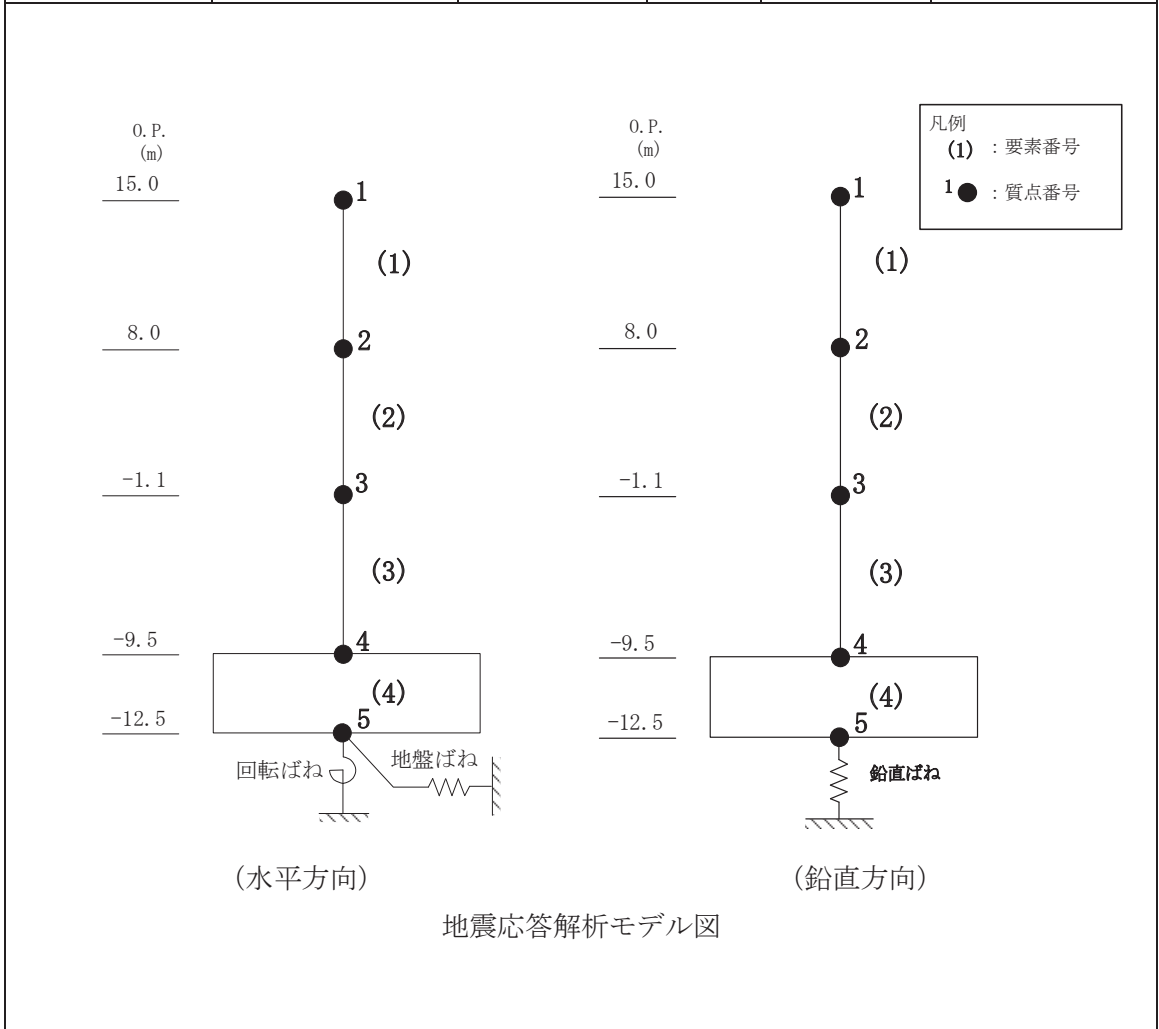 O.P.
(m)
15.0
1
(1)
8.0
2
(2)
-1.1
3
(3)
-9.5
4
(4)
-12.5
5
回転ばね
地盤ばね
(水平方向)
O.P.
(m)
15.0
1
(1)
8.0
2
(2)
-1.1
3
(3)
-9.5
4
(4)
-12.5
5
鉛直ばね
(鉛直方向)
凡例
(1) : 要素番号
1 : 質点番号
地震応答解析モデル図